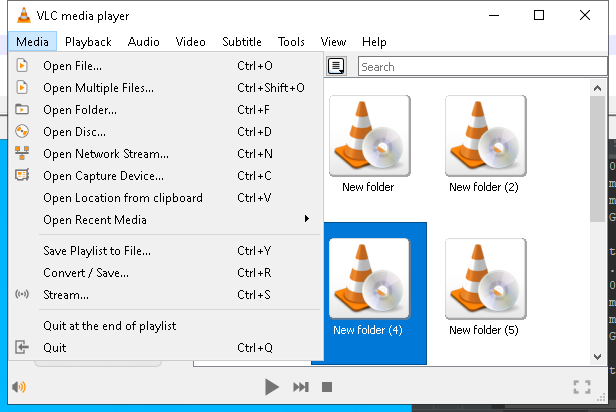 VLC media player
Media Playback Audio Video Subtitle Tools View Help
Open File... Ctrl+O
Open Multiple Files... Ctrl+Shift+O
Open Folder... Ctrl+F
Open Disc... Ctrl+D
Open Network Stream... Ctrl+N
Open Capture Device... Ctrl+C
Open Location from clipboard Ctrl+V
Open Recent Media
Save Playlist to File... Ctrl+Y
Convert / Save... Ctrl+R
Stream... Ctrl+S
Quit at the end of playlist
Quit Ctrl+Q
Search
New folder
New folder (2)
New folder (4)
New folder (5)